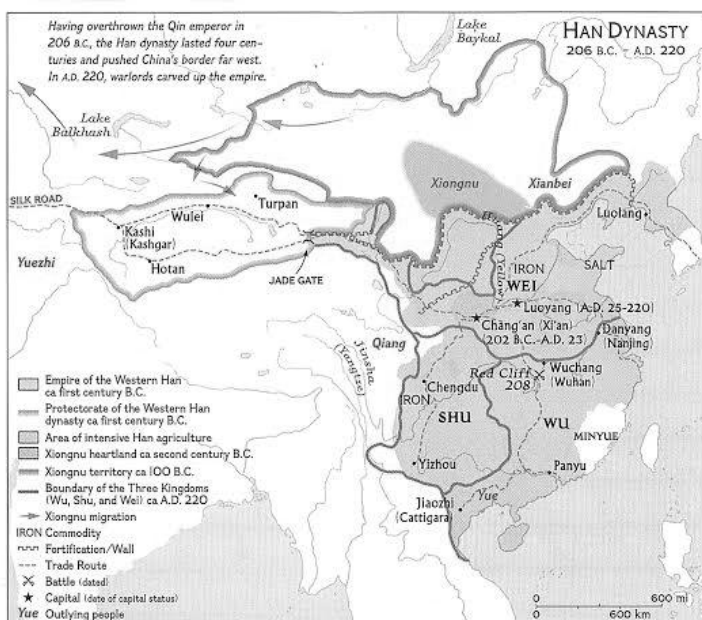 Having overthrown the Qin emperor in
206 B.C., the Han dynasty lasted four cen-
turies and pushed China's border far west.
In A.D. 220, warlords carved up the empire.
HAN DYNASTY
206 B.C. – A.D. 220
Lake
Baykal
Lake
Balkhash
Xiongnu
Xianbei
SILK ROAD
Wulei
Turpan
Luolang
Kashi
(Kashgar)
Yuezhi
Hotan
JADE GATE
Huang (Yellow)
IRON
SALT
WEI
Luoyang (A.D. 25-220)
Chang'an (Xi'an)
(202 B.C.-A.D. 23)
Danyang
(Nanjing)
Qiang
Jinsha
(Yangtze)
Red Cliff
208
Wuchang
(Wuhan)
Chengdu
IRON
SHU
WU
MINYUE
Yizhou
Panyu
Jiaozhi
(Cattigara)
Yue
Empire of the Western Han
ca first century B.C.
Protectorate of the Western Han
dynasty ca first century B.C.
Area of intensive Han agriculture
Xiongnu heartland ca second century B.C.
Xiongnu territory ca 100 B.C.
Boundary of the Three Kingdoms
(Wu, Shu, and Wei) ca A.D. 220
Xiongnu migration
IRON Commodity
Fortification/Wall
Trade Route
Battle (dated)
Capital (date of capital status)
Yue Outlying people
0 600 mi
0 600 km